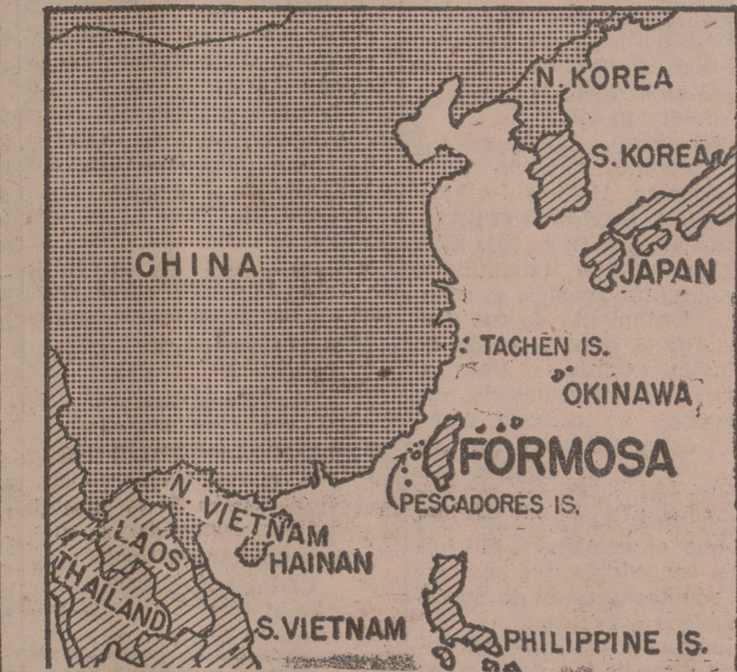 N. KOREA
S. KOREA
CHINA
JAPAN
TACHEN IS.
OKINAWA
FORMOSA
PESCADORES IS.
N. VIETNAM
LAOS
HAINAN
THAILAND
S. VIETNAM
PHILIPPINE IS.